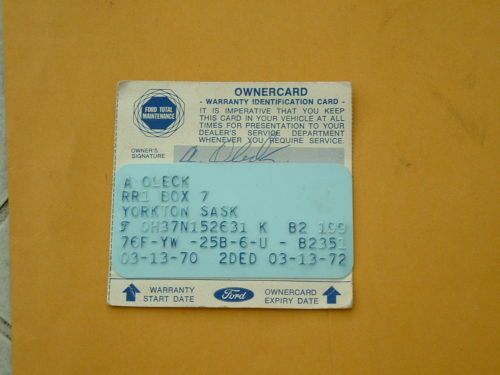 FORD TOTAL
MAINTENANCE
OWNERCARD
- WARRANTY IDENTIFICATION CARD -
IT IS IMPERATIVE THAT YOU KEEP
THIS CARD IN YOUR VEHICLE AT ALL
TIMES FOR PRESENTATION TO YOUR
DEALER'S SERVICE DEPARTMENT
WHENEVER YOU REQUIRE SERVICE.
OWNER'S
SIGNATURE
A. Oleck.
A OLECK
RR1 BOX 7
YORKTON SASK
0H37N152631 K B2 199
76F-YW -25B-6-U - B2351
03-13-70 2DED 03-13-72
WARRANTY
START DATE
Ford
OWNERCARD
EXPIRY DATE